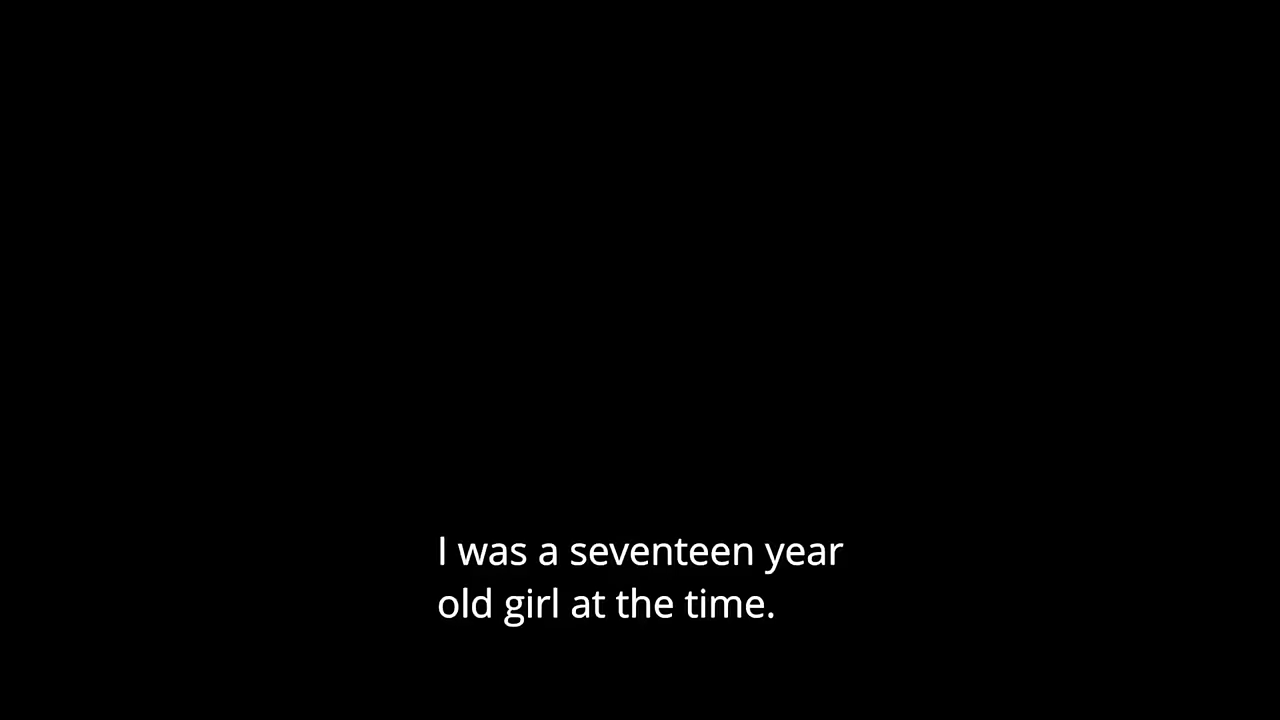 I was a seventeen year
old girl at the time.